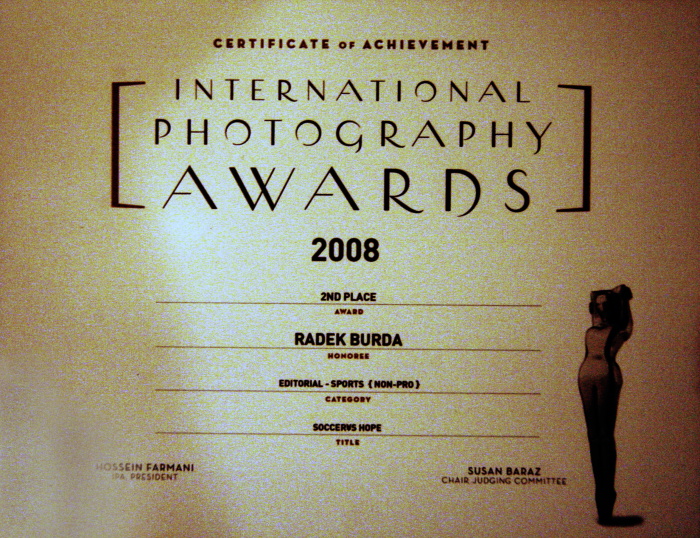 CERTIFICATE OF ACHIEVEMENT
INTERNATIONAL
PHOTOGRAPHY
AWARDS
2008
2ND PLACE
AWARD
RADEK BURDA
HONOREE
EDITORIAL - SPORTS { NON-PRO }
CATEGORY
SOCCERVS HOPE
TITLE
HOSSEIN FARMANI
IPA, PRESIDENT
SUSAN BARAZ
CHAIR JUDGING COMMITTEE